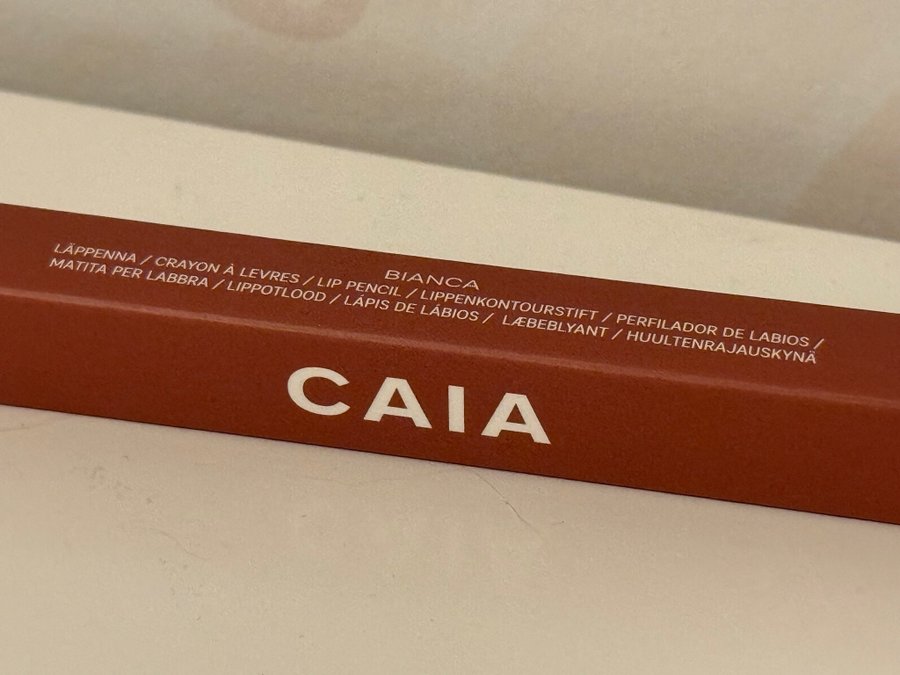 BIANCA
LÄPPENNA / CRAYON À LEVRES / LIP PENCIL / LIPPENKONTOURSTIFT / PERFILADOR DE LABIOS /
MATITA PER LABBRA / LIPPOTLOOD / LÁPIS DE LÁBIOS / LÆBEBLYANT / HUULTENRAJAUSKYNÄ
CAIA